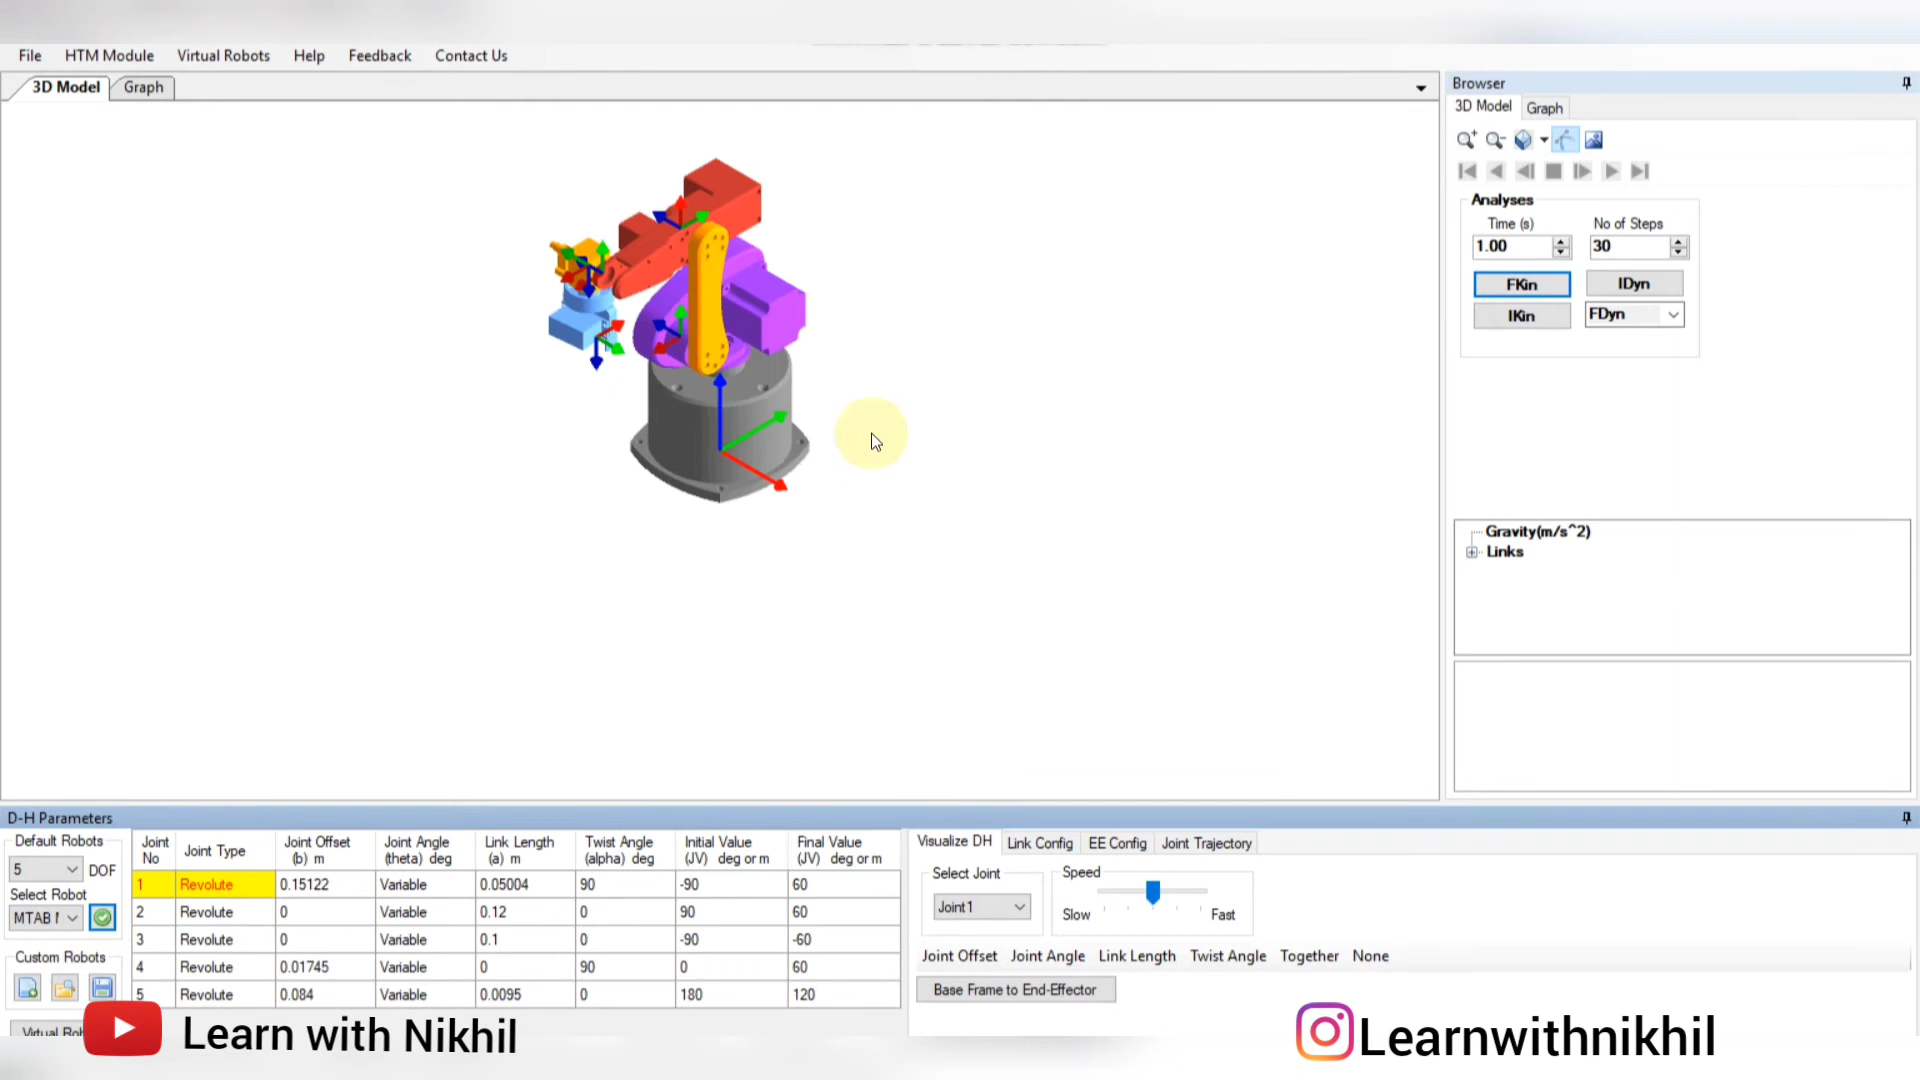 File HTM Module Virtual Robots Help Feedback Contact Us
3D Model Graph
Browser
3D Model Graph
Analyses
Time (s) No of Steps
1.00 30
FKin IDyn
IKin FDyn
Gravity(m/s^2)
Links
D-H Parameters
Default Robots
5 DOF
Select Robot
MTAB
Custom Robots
Joint No Joint Type Joint Offset (b) m Joint Angle (theta) deg Link Length (a) m Twist Angle (alpha) deg Initial Value (JV) deg or m Final Value (JV) deg or m
1 Revolute 0.15122 Variable 0.05004 90 -90 60
2 Revolute 0 Variable 0.12 0 90 60
3 Revolute 0 Variable 0.1 0 -90 -60
4 Revolute 0.01745 Variable 0 90 0 60
5 Revolute 0.084 Variable 0.0095 0 180 120
Visualize DH Link Config EE Config Joint Trajectory
Select Joint
Joint1
Speed
Slow Fast
Joint Offset Joint Angle Link Length Twist Angle Together None
Base Frame to End-Effector
Virtual
Learn with Nikhil
Learnwithnikhil